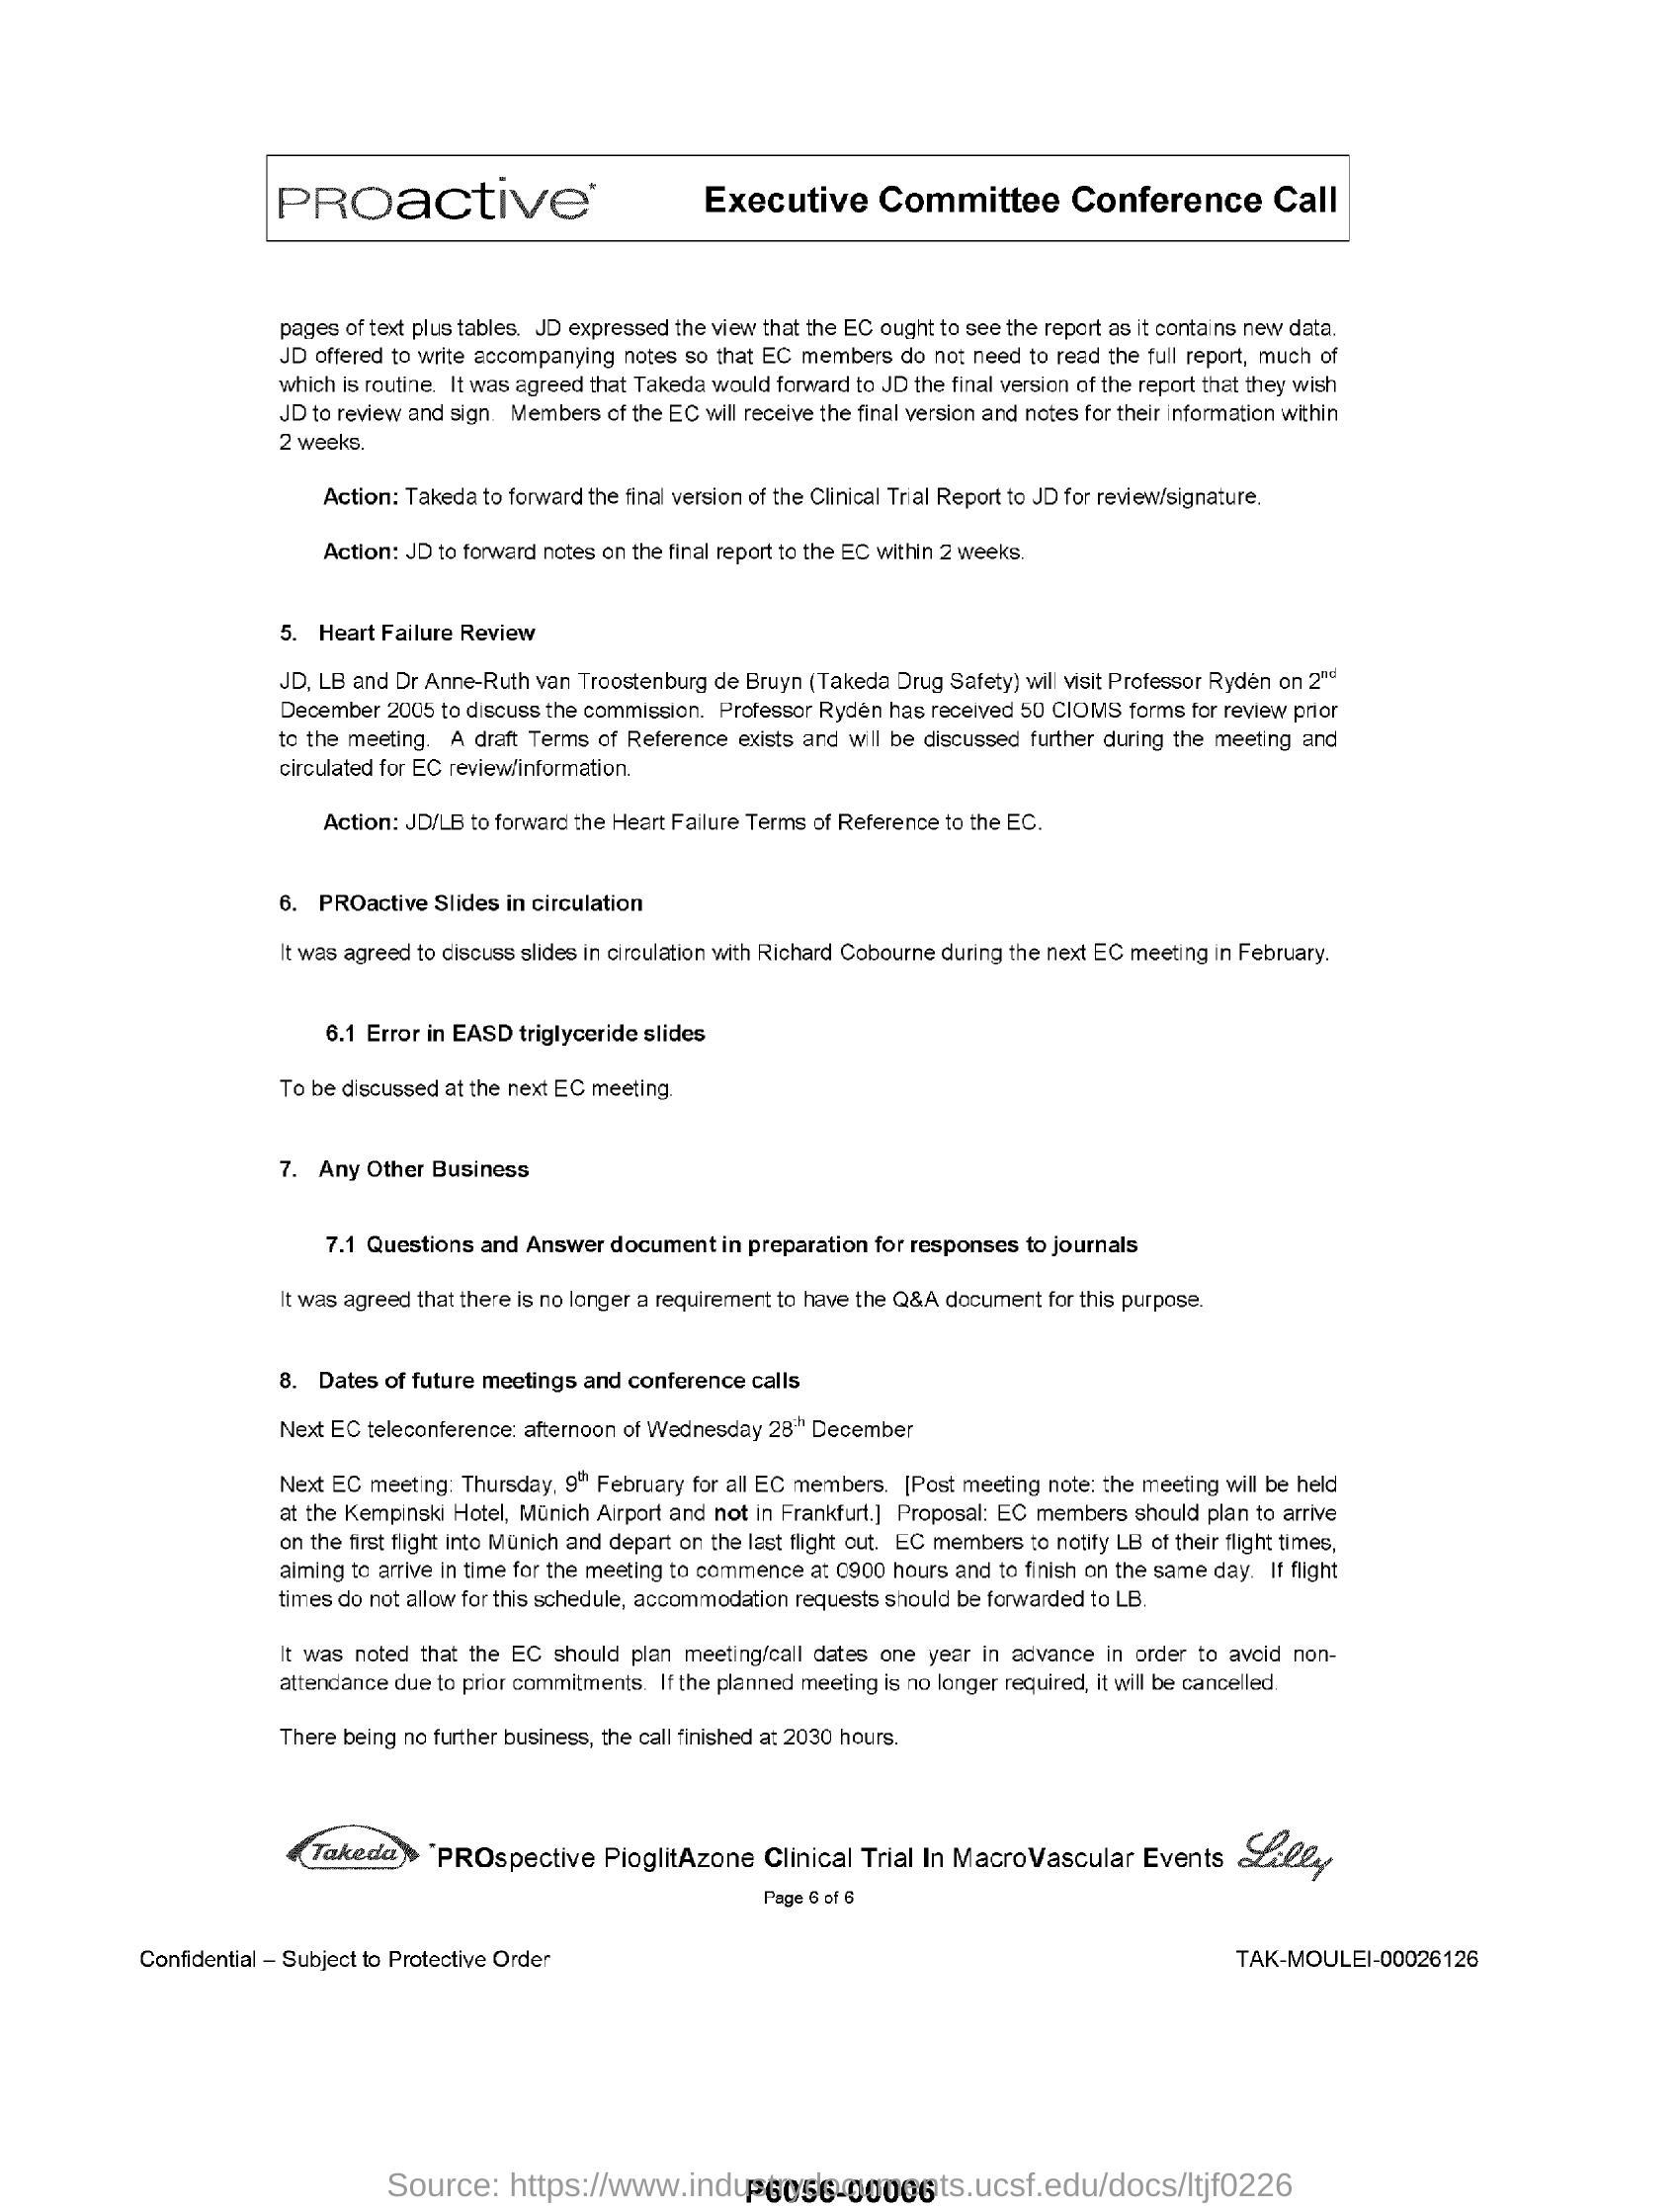 PROactive* Executive Committee Conference Call
pages of text plus tables. JD expressed the view that the EC ought to see the report as it contains new data.
JD offered to write accompanying notes so that EC members do not need to read the full report, much of
which is routine. It was agreed that Takeda would forward to JD the final version of the report that they wish
JD to review and sign. Members of the EC will receive the final version and notes for their information within
2 weeks.
Action: Takeda to forward the final version of the Clinical Trial Report to JD for review/signature.
Action: JD to forward notes on the final report to the EC within 2 weeks.
5. Heart Failure Review
JD, LB and Dr Anne-Ruth van Troostenburg de Bruyn (Takeda Drug Safety) will visit Professor Rydén on 2nd
December 2005 to discuss the commission. Professor Rydén has received 50 CIOMS forms for review prior
to the meeting. A draft Terms of Reference exists and will be discussed further during the meeting and
circulated for EC review/information.
Action: JD/LB to forward the Heart Failure Terms of Reference to the EC.
6. PROactive Slides in circulation
It was agreed to discuss slides in circulation with Richard Cobourne during the next EC meeting in February.
6.1 Error in EASD triglyceride slides
To be discussed at the next EC meeting.
7. Any Other Business
7.1 Questions and Answer document in preparation for responses to journals
It was agreed that there is no longer a requirement to have the Q&A document for this purpose.
8. Dates of future meetings and conference calls
Next EC teleconference: afternoon of Wednesday 28th December
Next EC meeting: Thursday, 9th February for all EC members. [Post meeting note: the meeting will be held
at the Kempinski Hotel, Münich Airport and not in Frankfurt.] Proposal: EC members should plan to arrive
on the first flight into Münich and depart on the last flight out. EC members to notify LB of their flight times,
aiming to arrive in time for the meeting to commence at 0900 hours and to finish on the same day. If flight
times do not allow for this schedule, accommodation requests should be forwarded to LB.
It was noted that the EC should plan meeting/call dates one year in advance in order to avoid non-
attendance due to prior commitments. If the planned meeting is no longer required, it will be cancelled.
There being no further business, the call finished at 2030 hours.
Takeda *PROspective PioglitAzone Clinical Trial In MacroVascular Events Lilly
Page 6 of 6
Confidential – Subject to Protective Order TAK-MOULEI-00026126
Source: https://www.industrydocuments.ucsf.edu/docs/ltjf0226
P6056-00006